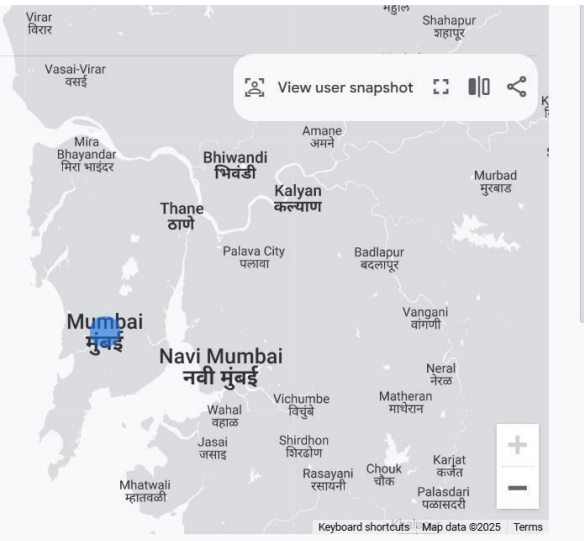 महुल
Virar
विरार
Shahapur
शहापूर
Vasai-Virar
वसई
View user snapshot
Amane
अमने
Mira
Bhayandar
मिरा भाइंदर
Bhiwandi
भिवंडी
Murbad
मुरबाड
Kalyan
कल्याण
Thane
ठाणे
Palava City
पलावा
Badlapur
बदलापूर
Mumbai
मुंबई
Vangani
वांगणी
Navi Mumbai
नवी मुंबई
Neral
नेरळ
Matheran
माथेरान
Vichumbe
विचुंबे
Wahal
वहाळ
Jasai
जसाइ
Shirdhon
शिरढोण
Karjat
कर्जत
Chouk
चौक
Rasayani
रसायनी
Mhatwali
म्हातवळी
Palasdari
पळासदरी
Keyboard shortcuts Map data ©2025 Terms